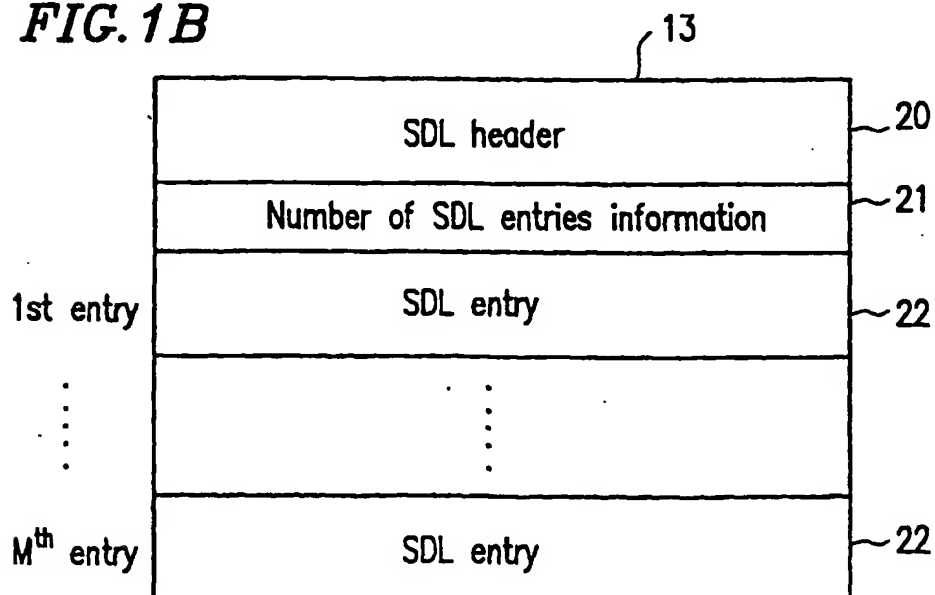 FIG. 1B
13
SDL header
20
Number of SDL entries information
21
1st entry
SDL entry
22
Mth entry
SDL entry
22